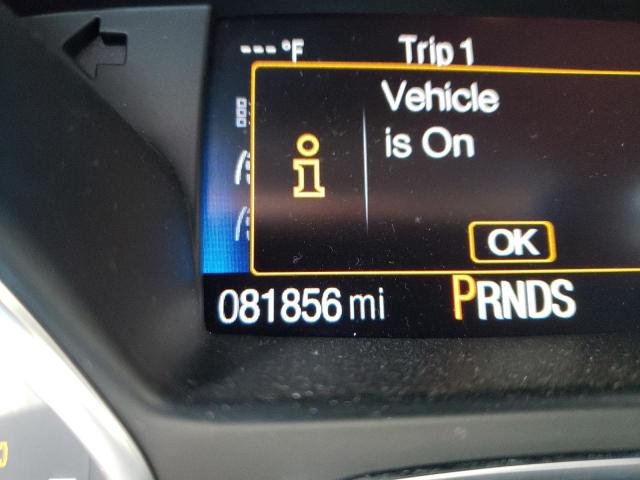 --- °F Trip 1
Vehicle
is On
i
OK
081856 mi PRNDS